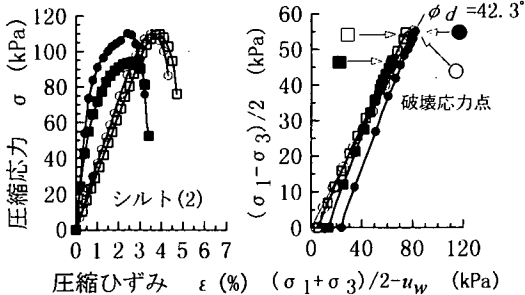 圧縮応力 σ (kPa)
120
100
80
60
40
20
0
シルト(2)
0 1 2 3 4 5 6 7
圧縮ひずみ ε (%)
(σ₁-σ₃)/2 (kPa)
60
50
40
30
20
10
0
φd=42.3°
破壊応力点
0 40 80 120
(σ₁+σ₃)/2-uw (kPa)